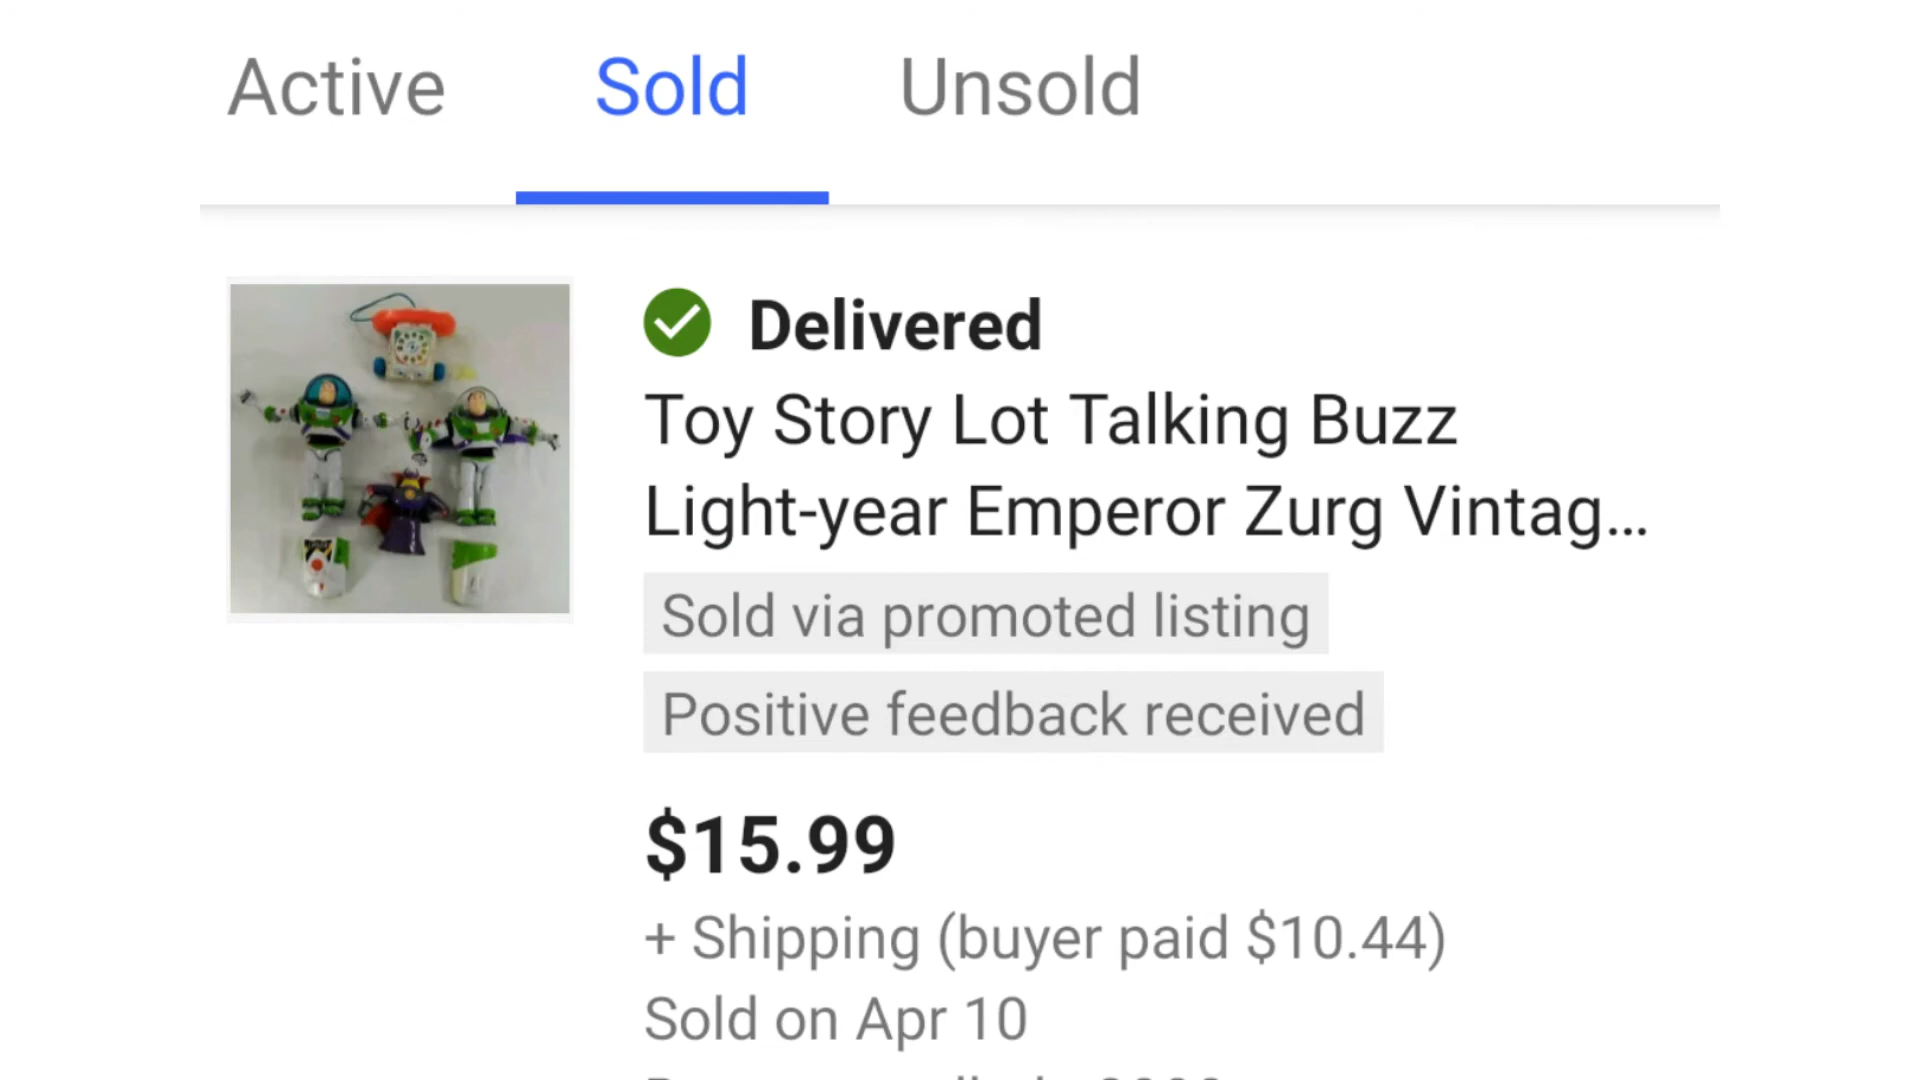 Active Sold Unsold
Delivered
Toy Story Lot Talking Buzz
Light-year Emperor Zurg Vintag...
Sold via promoted listing
Positive feedback received
$15.99
+ Shipping (buyer paid $10.44)
Sold on Apr 10